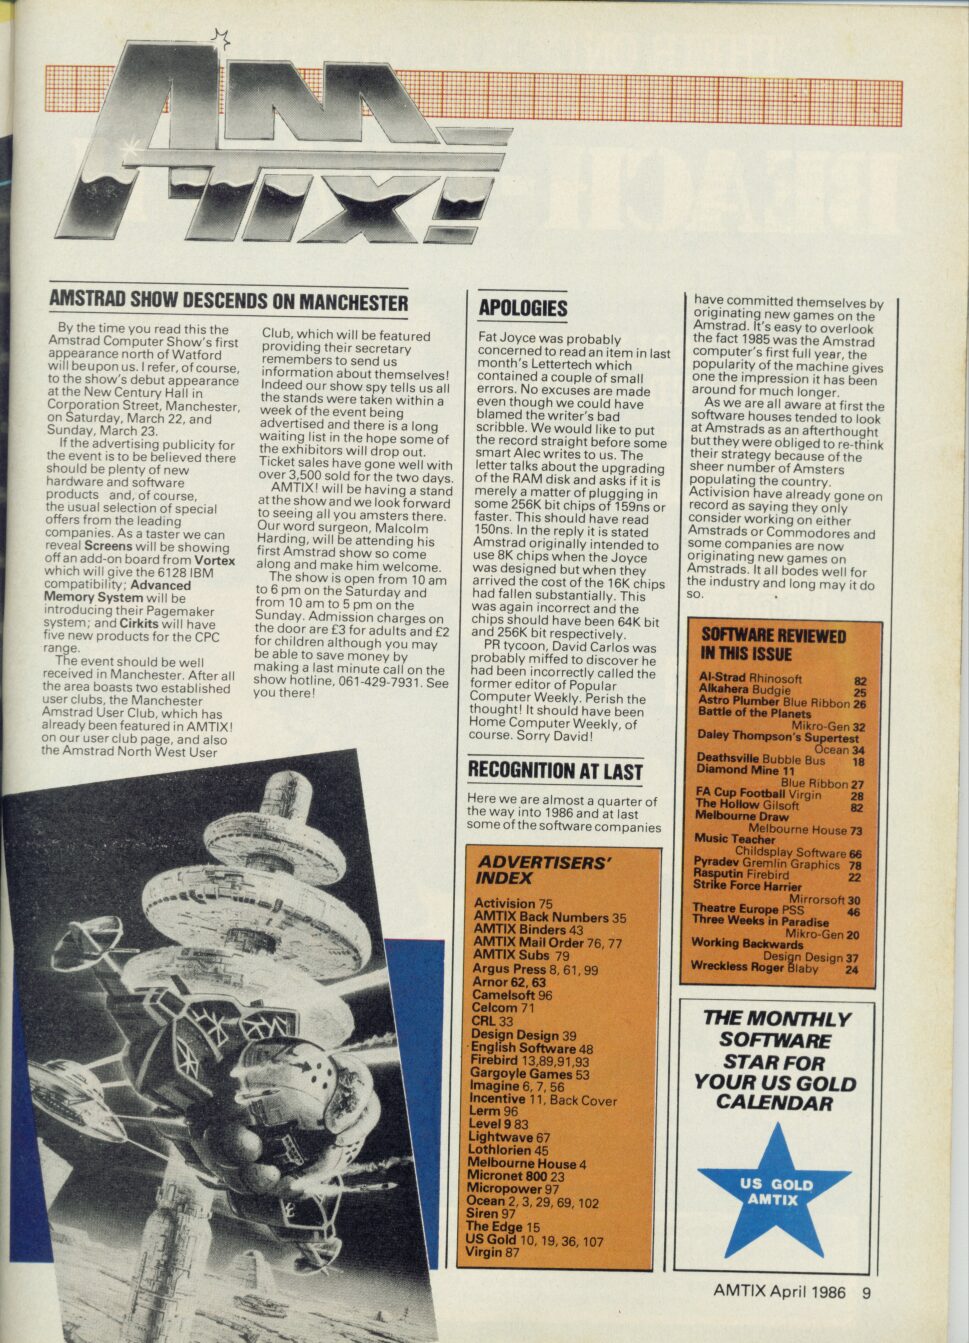 AM-
TIX!
AMSTRAD SHOW DESCENDS ON MANCHESTER
By the time you read this the
Amstrad Computer Show's first
appearance north of Watford
will be upon us. I refer, of course,
to the show's debut appearance
at the New Century Hall in
Corporation Street, Manchester,
on Saturday, March 22, and
Sunday, March 23.
If the advertising publicity for
the event is to be believed there
should be plenty of new
hardware and software
products and, of course,
the usual selection of special
offers from the leading
companies. As a taster we can
reveal Screens will be showing
off an add-on board from Vortex
which will give the 6128 IBM
compatibility; Advanced
Memory System will be
introducing their Pagemaker
system; and Cirkits will have
five new products for the CPC
range.
The event should be well
received in Manchester. After all
the area boasts two established
user clubs, the Manchester
Amstrad User Club, which has
already been featured in AMTIX!
on our user club page, and also
the Amstrad North West User
Club, which will be featured
providing their secretary
remembers to send us
information about themselves!
Indeed our show spy tells us all
the stands were taken within a
week of the event being
advertised and there is a long
waiting list in the hope some of
the exhibitors will drop out.
Ticket sales have gone well with
over 3,500 sold for the two days.
AMTIX! will be having a stand
at the show and we look forward
to seeing all you amsters there.
Our word surgeon, Malcolm
Harding, will be attending his
first Amstrad show so come
along and make him welcome.
The show is open from 10 am
to 6 pm on the Saturday and
from 10 am to 5 pm on the
Sunday. Admission charges on
the door are £3 for adults and £2
for children although you may
be able to save money by
making a last minute call on the
show hotline, 061-429-7931. See
you there!
APOLOGIES
Fat Joyce was probably
concerned to read an item in last
month's Lettertech which
contained a couple of small
errors. No excuses are made
even though we could have
blamed the writer's bad
scribble. We would like to put
the record straight before some
smart Alec writes to us. The
letter talks about the upgrading
of the RAM disk and asks if it is
merely a matter of plugging in
some 256K bit chips of 159ns or
faster. This should have read
150ns. In the reply it is stated
Amstrad originally intended to
use 8K chips when the Joyce
was designed but when they
arrived the cost of the 16K chips
had fallen substantially. This
was again incorrect and the
chips should have been 64K bit
and 256K bit respectively.
PR tycoon, David Carlos was
probably miffed to discover he
had been incorrectly called the
former editor of Popular
Computer Weekly. Perish the
thought! It should have been
Home Computer Weekly, of
course. Sorry David!
RECOGNITION AT LAST
Here we are almost a quarter of
the way into 1986 and at last
some of the software companies
have committed themselves by
originating new games on the
Amstrad. It's easy to overlook
the fact 1985 was the Amstrad
computer's first full year, the
popularity of the machine gives
one the impression it has been
around for much longer.
As we are all aware at first the
software houses tended to look
at Amstrads as an afterthought
but they were obliged to re-think
their strategy because of the
sheer number of Amsters
populating the country.
Activision have already gone on
record as saying they only
consider working on either
Amstrads or Commodores and
some companies are now
originating new games on
Amstrads. It all bodes well for
the industry and long may it do
so.
ADVERTISERS'
INDEX
Activision 75
AMTIX Back Numbers 35
AMTIX Binders 43
AMTIX Mail Order 76, 77
AMTIX Subs 79
Argus Press 8, 61, 99
Arnor 62, 63
Camelsoft 96
Celcom 71
CRL 33
Design Design 39
English Software 48
Firebird 13,89,91,93
Gargoyle Games 53
Imagine 6, 7, 56
Incentive 11, Back Cover
Lerm 96
Level 9 83
Lightwave 67
Lothlorien 45
Melbourne House 4
Micronet 800 23
Micropower 97
Ocean 2, 3, 29, 69, 102
Siren 97
The Edge 15
US Gold 10, 19, 36, 107
Virgin 87
SOFTWARE REVIEWED
IN THIS ISSUE
Al-Strad Rhinosoft 82
Alkahera Budgie 25
Astro Plumber Blue Ribbon 26
Battle of the Planets
Mikro-Gen 32
Daley Thompson's Supertest
Ocean 34
Deathsville Bubble Bus 18
Diamond Mine 11
Blue Ribbon 27
FA Cup Football Virgin 28
The Hollow Gilsoft 82
Melbourne Draw
Melbourne House 73
Music Teacher
Childsplay Software 66
Pyradev Gremlin Graphics 78
Rasputin Firebird 22
Strike Force Harrier
Mirrorsoft 30
Theatre Europe PSS 46
Three Weeks in Paradise
Mikro-Gen 20
Working Backwards
Design Design 37
Wreckless Roger Blaby 24
THE MONTHLY
SOFTWARE
STAR FOR
YOUR US GOLD
CALENDAR
US GOLD
AMTIX
AMTIX April 1986 9